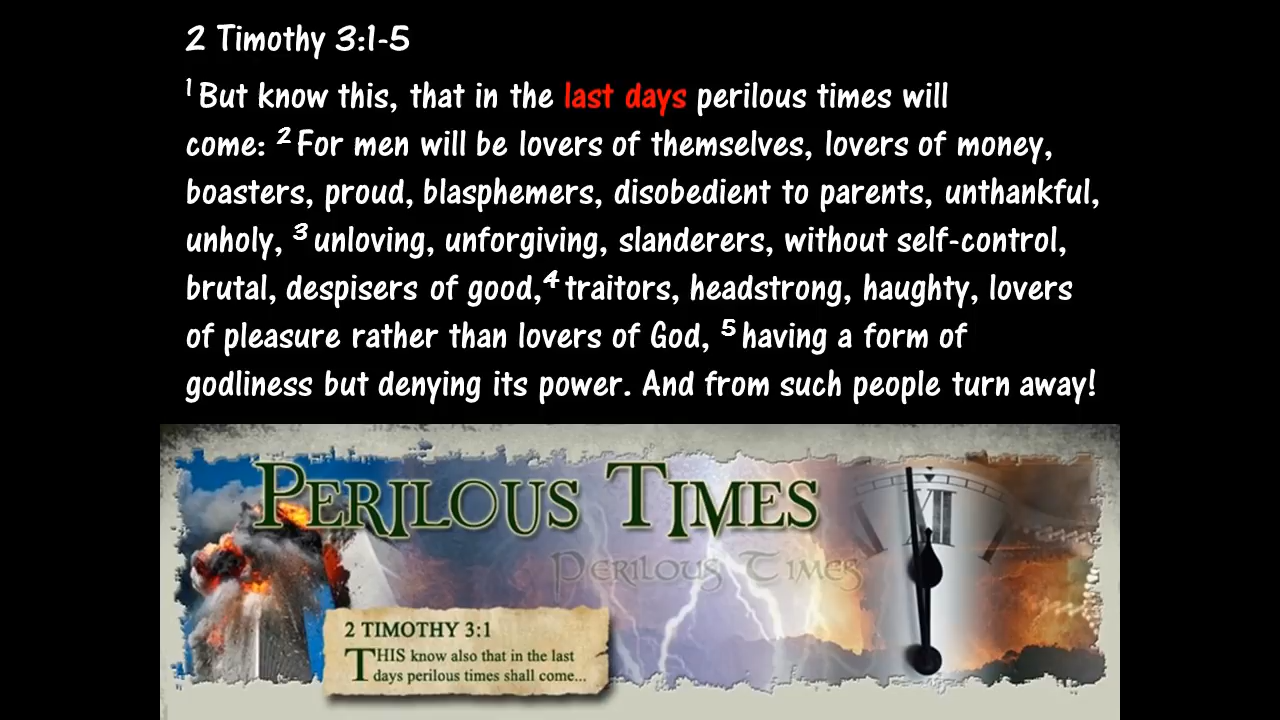 2 Timothy 3:1-5
1 But know this, that in the last days perilous times will
come: 2 For men will be lovers of themselves, lovers of money,
boasters, proud, blasphemers, disobedient to parents, unthankful,
unholy, 3 unloving, unforgiving, slanderers, without self-control,
brutal, despisers of good,4 traitors, headstrong, haughty, lovers
of pleasure rather than lovers of God, 5 having a form of
godliness but denying its power. And from such people turn away!
PERILOUS TIMES
PERILOUS TIMES
VII
2 TIMOTHY 3:1
THIS know also that in the last
days perilous times shall come...